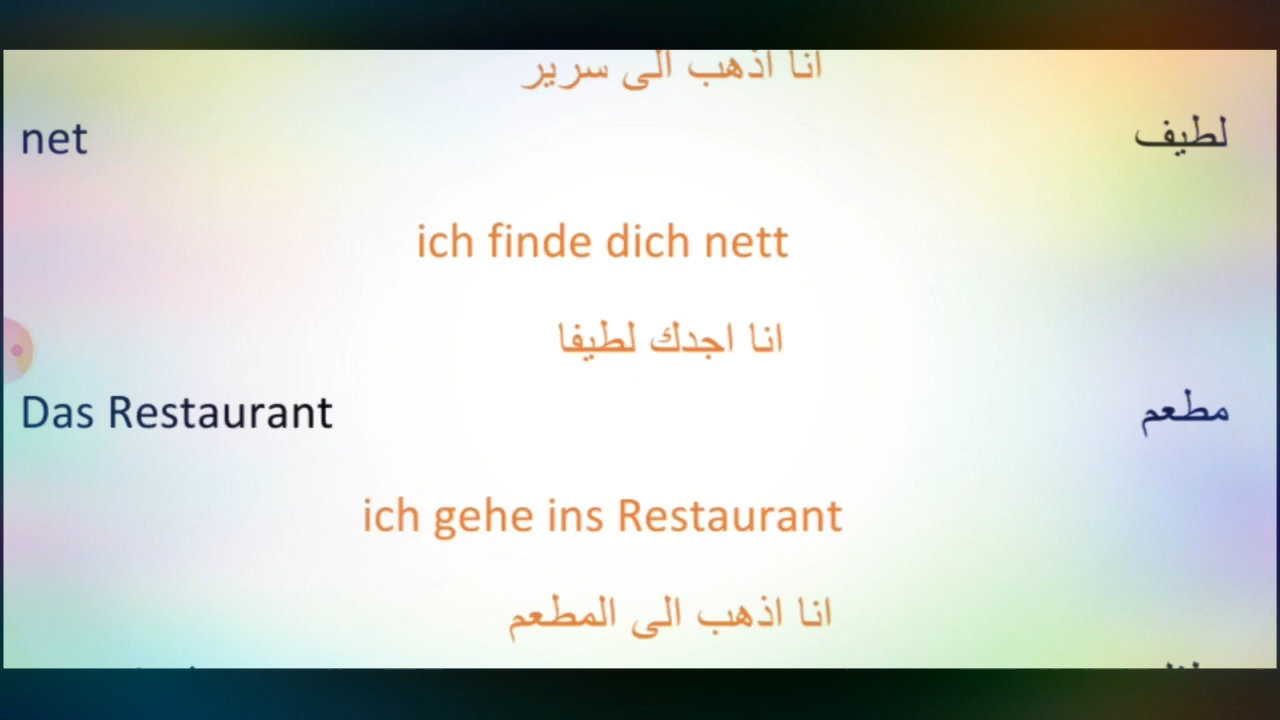 انا اذهب الى سرير
net لطيف
ich finde dich nett
انا اجدك لطيفا
Das Restaurant مطعم
ich gehe ins Restaurant
انا اذهب الى المطعم